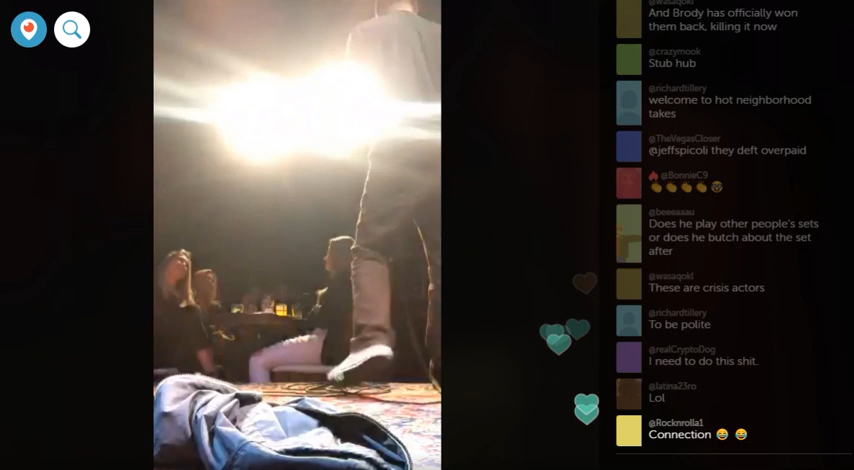 @wasaqokl
And Brody has officially won
them back, killing it now
@crazymook
Stub hub
@richardtillery
welcome to hot neighborhood
takes
@TheVegasCloser
@jeffspicoli they deft overpaid
@BonnieC9
👏 👏 👏 👏 🤓
@beeeaaau
Does he play other people's sets
or does he butch about the set
after
@wasaqokl
These are crisis actors
@richardtillery
To be polite
@realCryptoDog
I need to do this shit.
@latina23ro
Lol
@Rocknrolla1
Connection 😂 😂